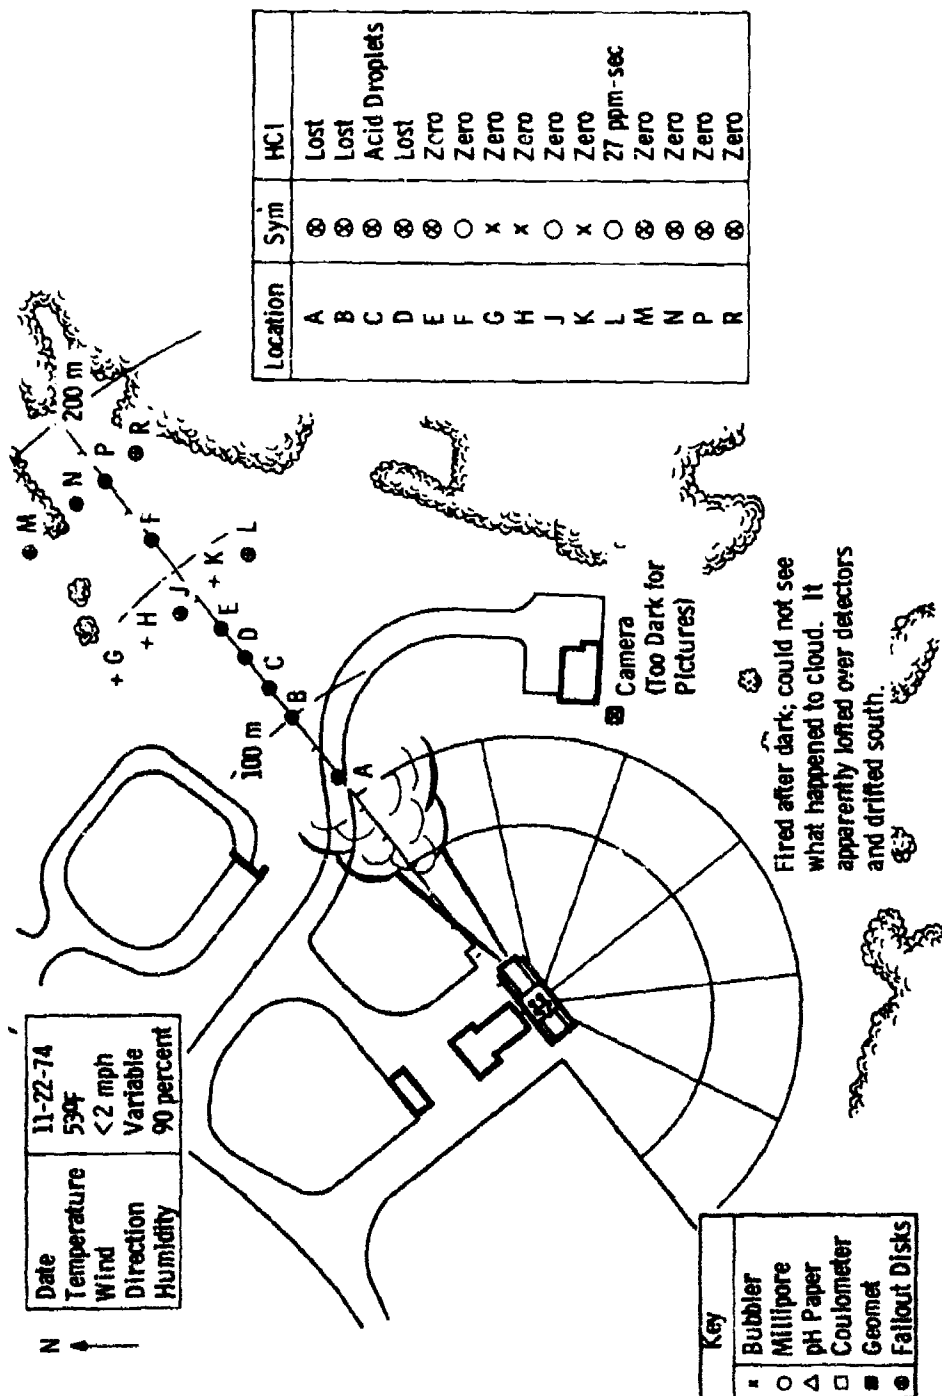 N
Date 11-22-74
Temperature 53°F
Wind <2 mph
Direction Variable
Humidity 90 percent
100 m
200 m
A
B
C
D
E
F
+ G
+ H
J
+ K
L
M
N
P
R
Camera
(Too Dark for
Pictures)
Fired after dark; could not see
what happened to cloud. It
apparently lofted over detectors
and drifted south.
Key
x Bubbler
○ Millipore
△ pH Paper
□ Coulometer
■ Geomet
Fallout Disks
Location Sym HCl
A ⊗ Lost
B ⊗ Lost
C ⊗ Acid Droplets
D ⊗ Lost
E ⊗ Zero
F ○ Zero
G x Zero
H x Zero
J ○ Zero
K x Zero
L ○ 27 ppm-sec
M ⊗ Zero
N ⊗ Zero
P ⊗ Zero
R ⊗ Zero